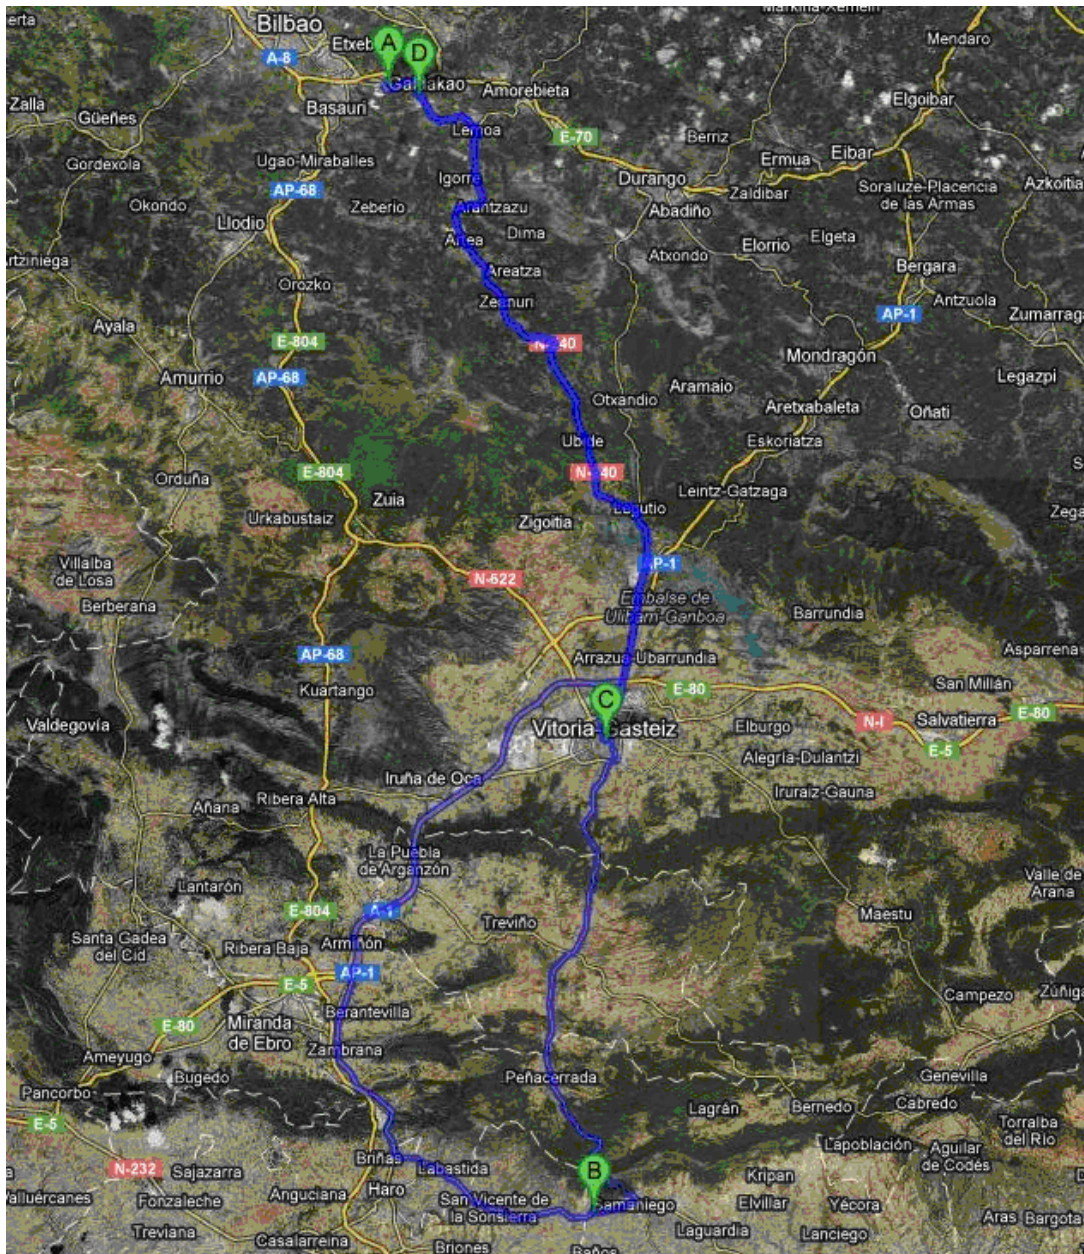 Bilbao
A
D
Etxeb
A-8
Galdakao
Amorebieta
Basauri
Zalla
Güeñes
Lemoa
E-70
Mendaro
Elgoibar
Berriz
Ermua
Eibar
Gordexola
Ugao-Miraballes
AP-68
Igorre
Durango
Zaldibar
Soraluze-Placencia
de las Armas
Azkoitia
Okondo
Zeberio
Arantzazu
Abadiño
Llodio
Dima
Artea
Elorrio
Elgeta
Artziniega
Areatza
Atxondo
Bergara
Orozko
Zeanuri
Antzuola
AP-1
Zumarraga
Ayala
E-804
N-240
Mondragón
AP-68
Amurrio
Aramaio
Legazpi
Otxandio
Aretxabaleta
Oñati
Ubide
Eskoriatza
E-804
N-240
Orduña
Zuia
Leintz-Gatzaga
Urkabustaiz
Zigoitia
Legutio
Villalba
de Losa
N-622
AP-1
Berberana
Embalse de
Ulíbarri-Ganboa
Barrundia
AP-68
Arrazua-Ubarrundia
Asparrena
Kuartango
E-80
San Millán
C
Valdegovía
Vitoria-Gasteiz
Elburgo
N-I
Salvatierra
E-80
E-5
Alegría-Dulantzi
Iruña de Oca
Iruraiz-Gauna
Añana
Ribera Alta
La Puebla
de Arganzón
Lantarón
Valle de
Arana
E-804
A-1
Treviño
Maestu
Santa Gadea
del Cid
Ribera Baja
Armiñón
AP-1
E-5
Campezo
Zúñiga
E-80
Miranda
de Ebro
Berantevilla
Ameyugo
Zambrana
Bugedo
Peñacerrada
Genevilla
Pancorbo
Lagrán
Bernedo
Cabredo
E-5
Torralba
del Río
Lapoblación
Aguilar
de Codés
N-232
Sajazarra
Briñas
Labastida
B
Kripan
Valluércanes
Fonzaleche
Anguciana
Haro
San Vicente de
la Sonsierra
Samaniego
Elvillar
Yécora
Aras
Bargota
Treviana
Casalarreina
Briones
Baños
Laguardia
Lanciego